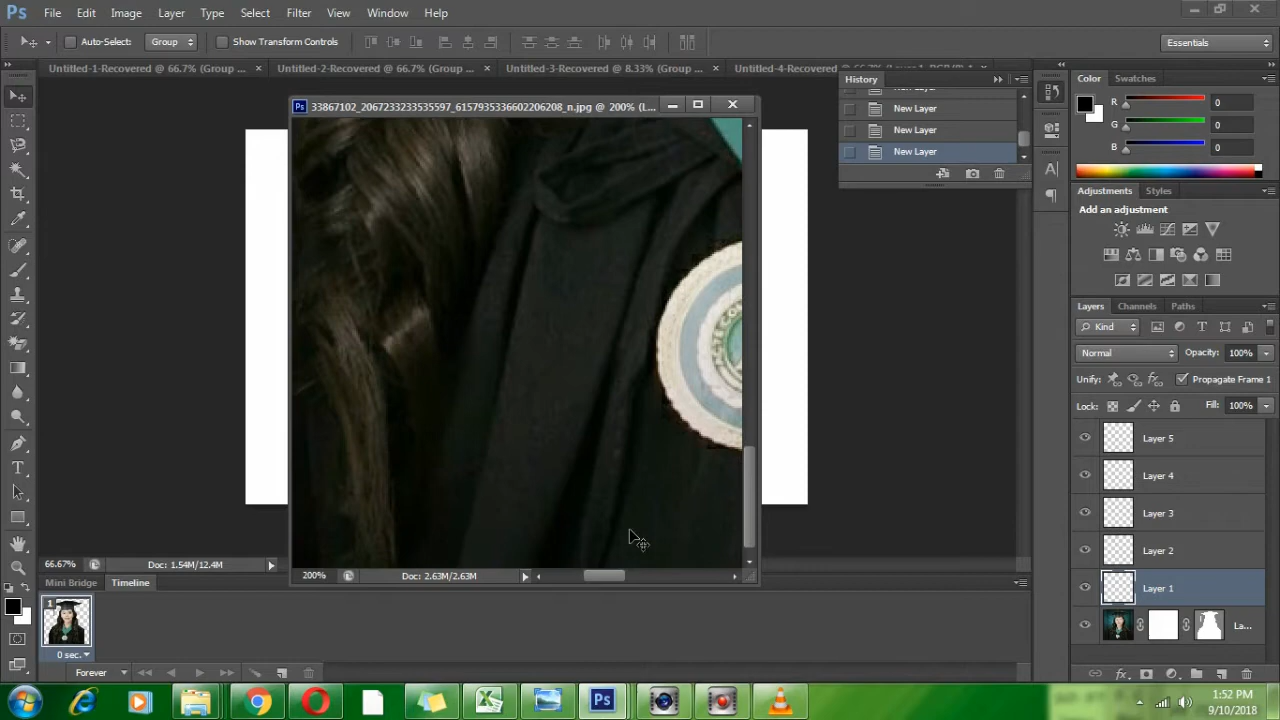 Ps File Edit Image Layer Type Select Filter View Window Help
Auto-Select: Group Show Transform Controls Essentials
Untitled-1-Recovered @ 66.7% (Group ... × Untitled-2-Recovered @ 66.7% (Group ... × Untitled-3-Recovered @ 8.33% (Group ... ×
33867102_2067233233535597_6157933336602206208_n.jpg @ 200% (L...
History
New Layer
New Layer
New Layer
Color Swatches
R 0
G 0
B 0
Adjustments Styles
Add an adjustment
Layers Channels Paths
Kind
Normal Opacity: 100%
Unify: Propagate Frame 1
Lock: Fill: 100%
Layer 5
Layer 4
Layer 3
Layer 2
Layer 1
La...
200% Doc: 2.63M/2.63M
66.67% Doc: 1.54M/12.4M
Mini Bridge Timeline
1
0 sec.
Forever
1:52 PM
9/10/2018